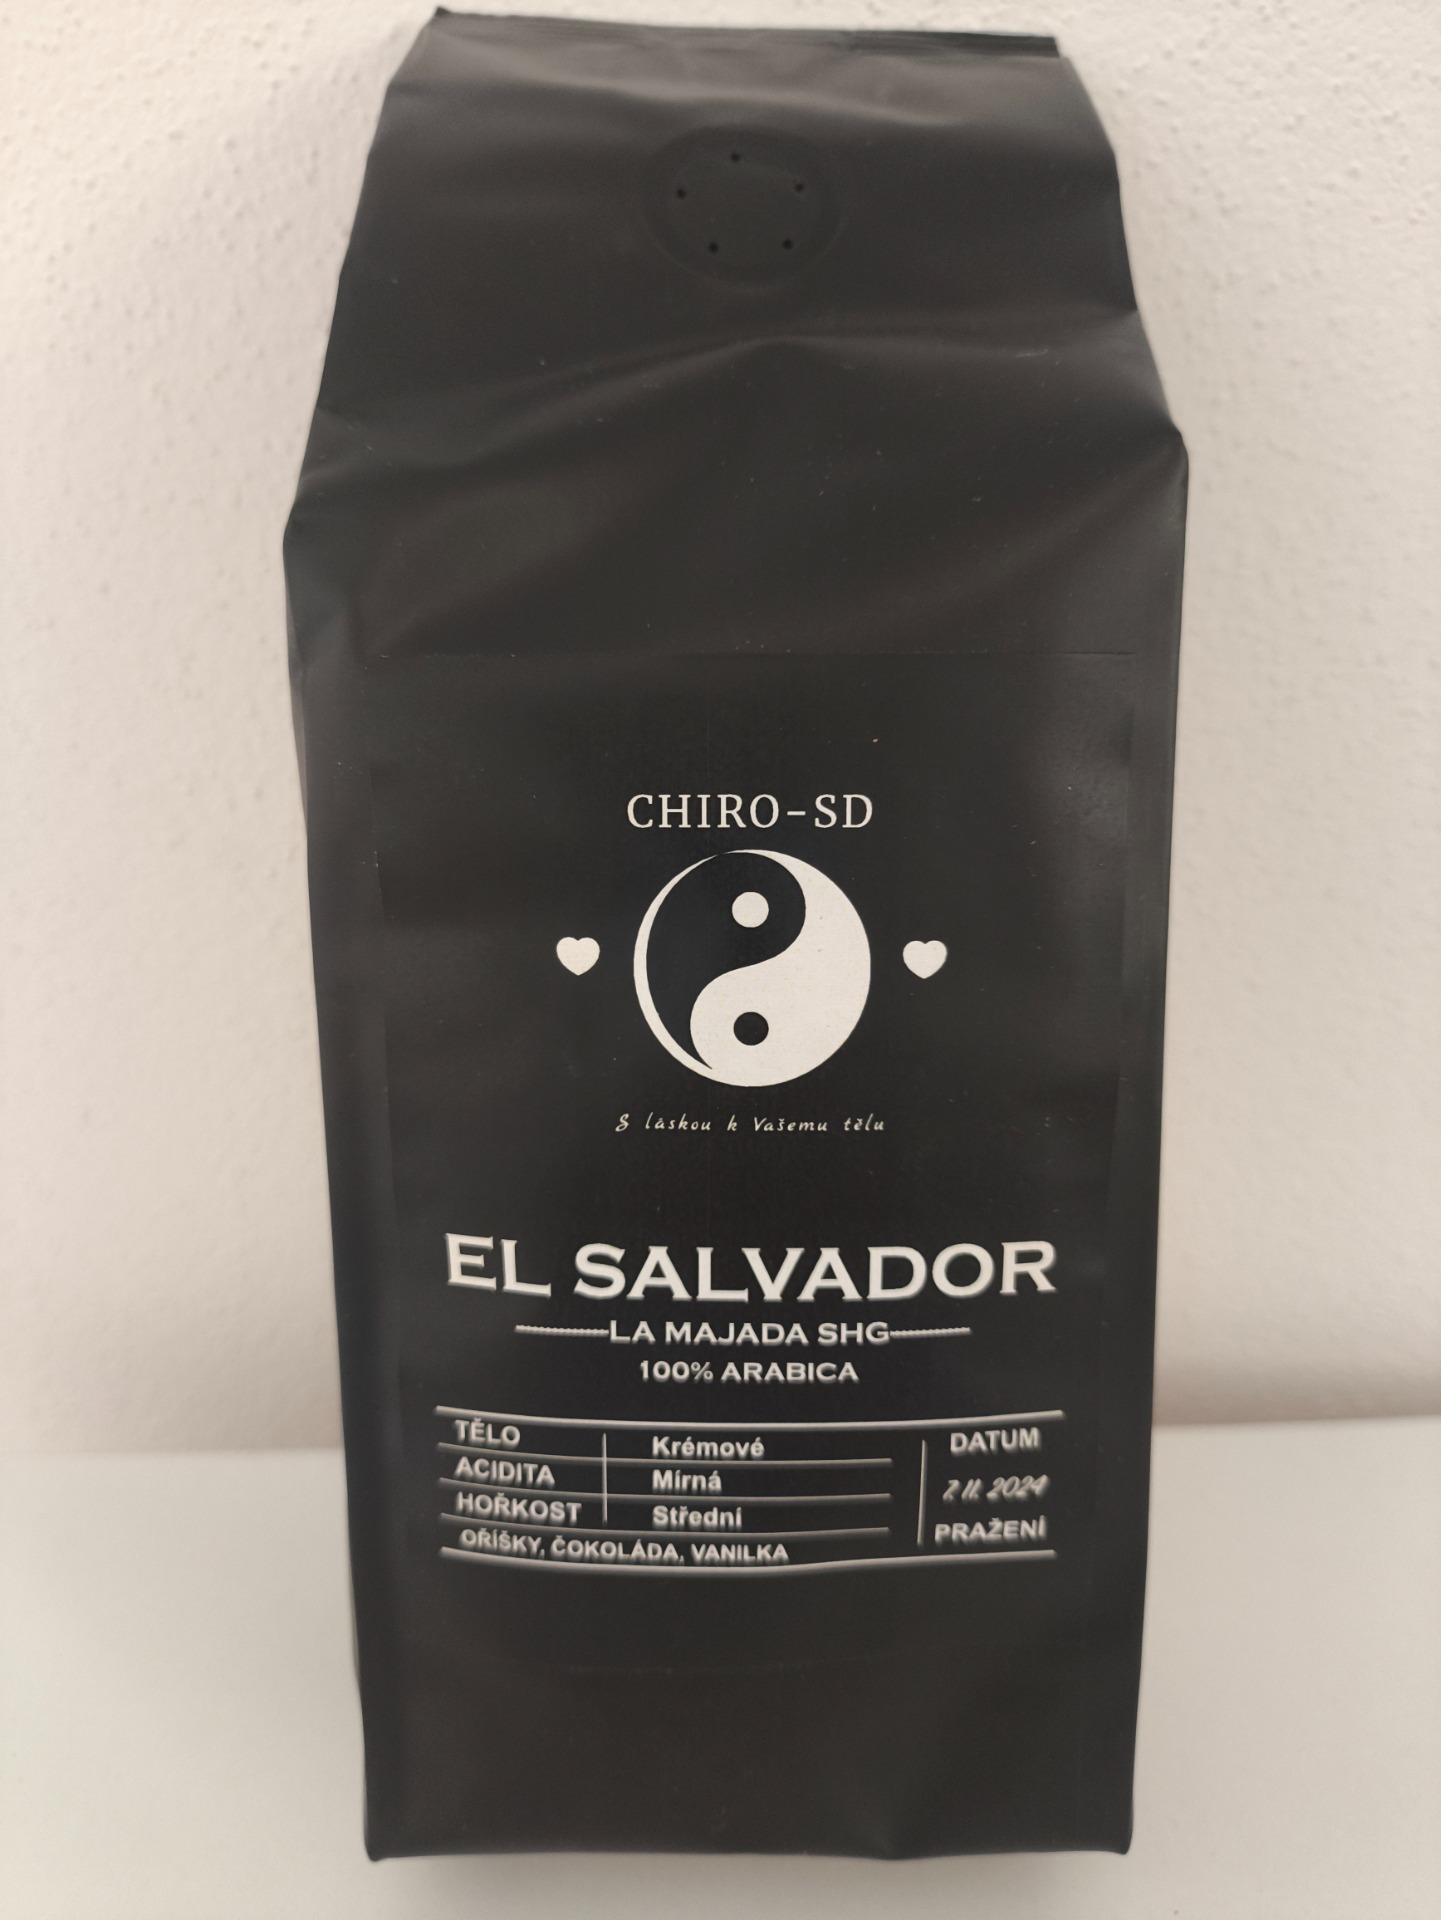 CHIRO-SD
S láskou k Vašemu tělu
EL SALVADOR
LA MAJADA SHG
100% ARABICA
TĚLO Krémové
ACIDITA Mírná
HOŘKOST Střední
OŘÍŠKY, ČOKOLÁDA, VANILKA
DATUM
7.11.2024
PRAŽENÍ